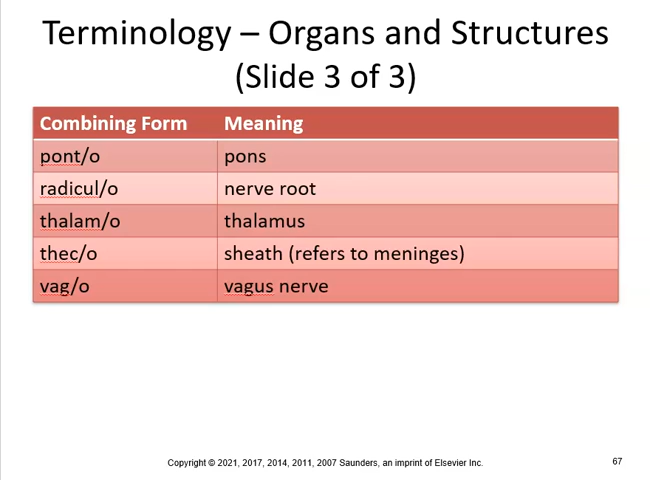 Terminology – Organs and Structures
(Slide 3 of 3)
Combining Form Meaning
pont/o pons
radicul/o nerve root
thalam/o thalamus
thec/o sheath (refers to meninges)
vag/o vagus nerve
Copyright © 2021, 2017, 2014, 2011, 2007 Saunders, an imprint of Elsevier Inc. 67